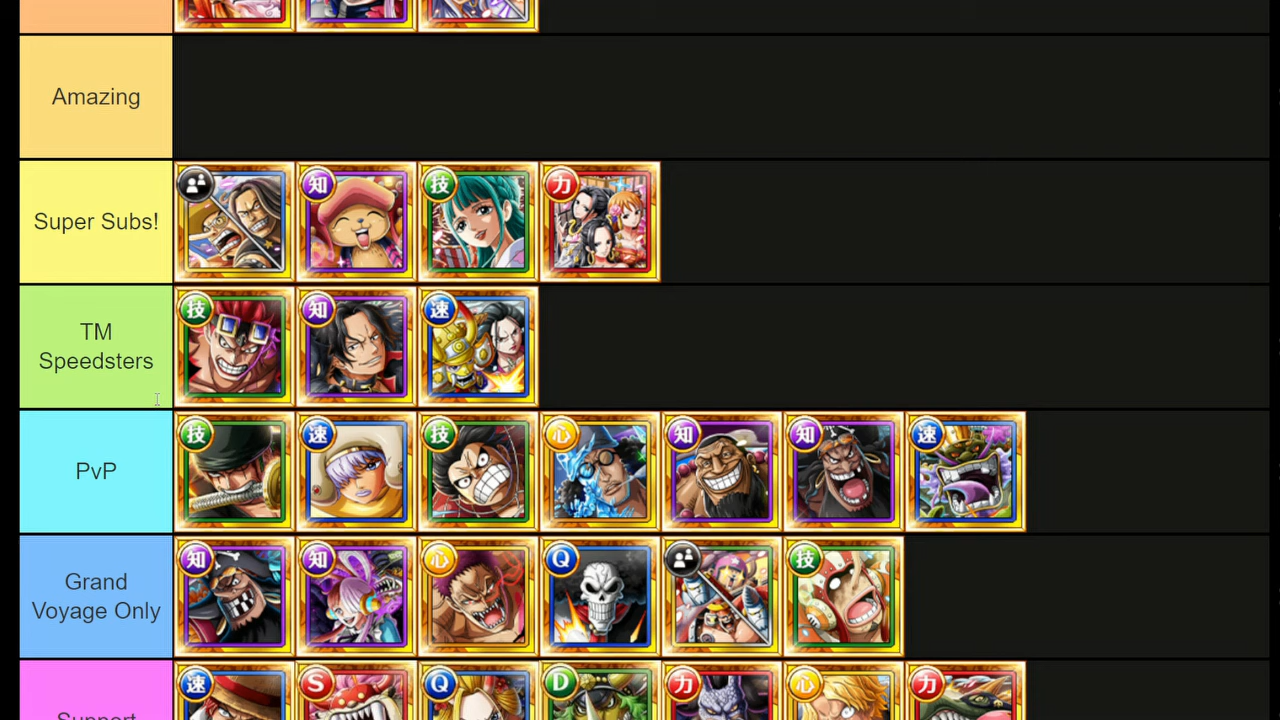 Amazing
Super Subs!
知 技 力
TM
Speedsters
技 知 速
PvP
技 速 技 心 知 知 速
Grand
Voyage Only
知 知 心 Q 技
Support
速 S Q D 力 心 力